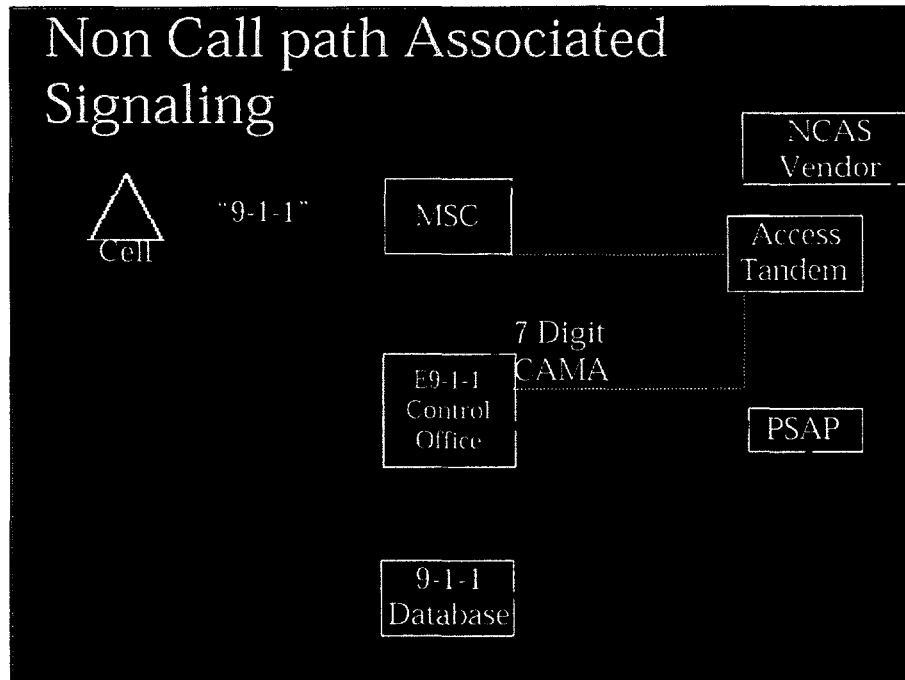 Non Call path Associated
Signaling
NCAS
Vendor
"9-1-1"
MSC
Cell
Access
Tandem
7 Digit
CAMA
E9-1-1
Control
Office
PSAP
9-1-1
Database